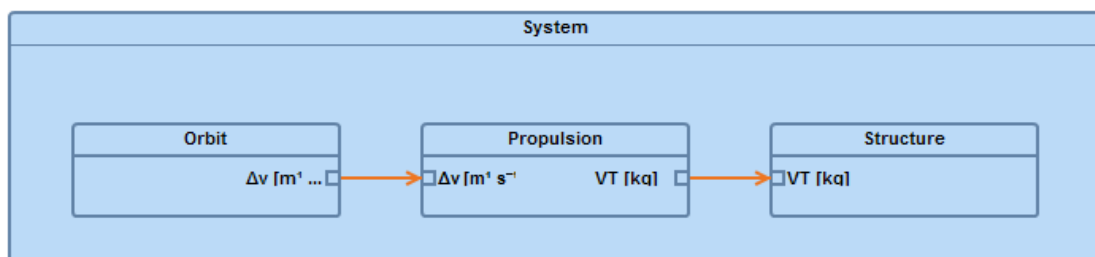 System
Orbit
Propulsion
Structure
Δv [m¹ ...
Δv [m¹ s⁻¹
VT [kg]
VT [kg]